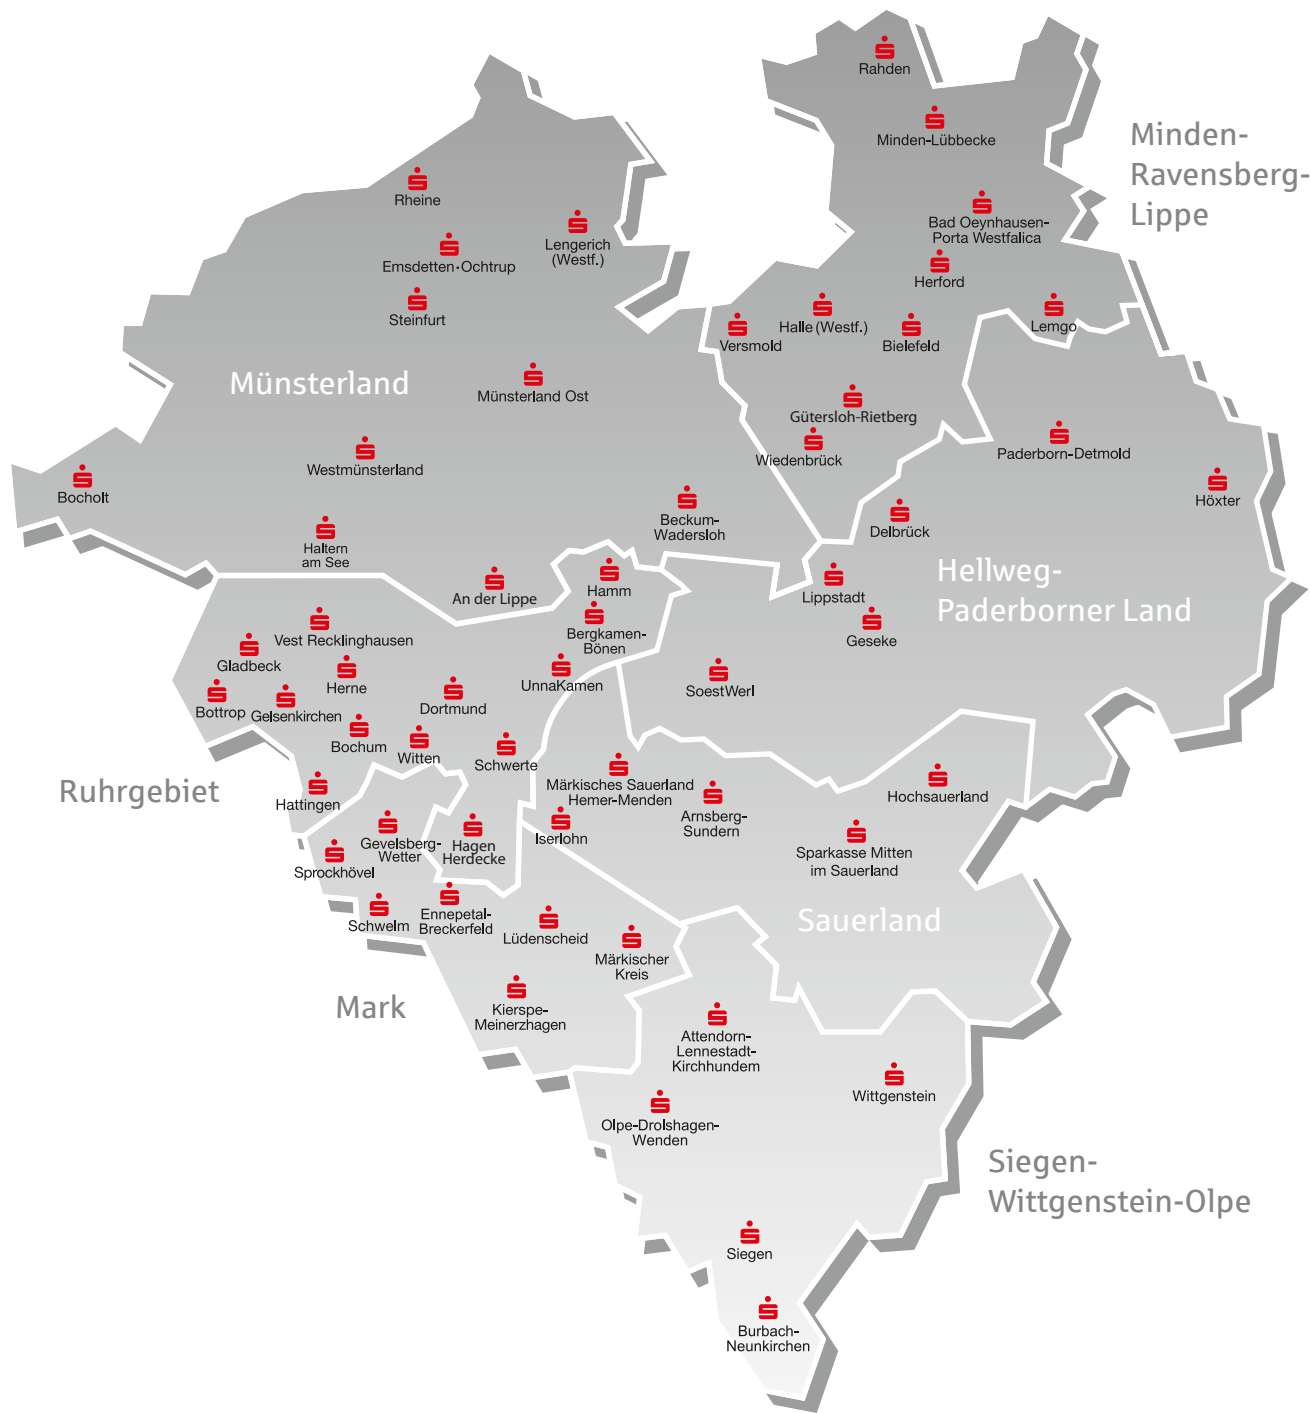 Rahden
Minden-Lübbecke
Minden-
Ravensberg-
Lippe
Rheine
Lengerich
(Westf.)
Emsdetten·Ochtrup
Steinfurt
Bad Oeynhausen-
Porta Westfalica
Herford
Lemgo
Halle (Westf.)
Versmold
Bielefeld
Münsterland
Münsterland Ost
Gütersloh-Rietberg
Wiedenbrück
Paderborn-Detmold
Höxter
Westmünsterland
Bocholt
Beckum-
Wadersloh
Delbrück
Haltern
am See
An der Lippe
Hamm
Lippstadt
Hellweg-
Paderborner Land
Geseke
Bergkamen-
Bönen
Vest Recklinghausen
Gladbeck
Herne
UnnaKamen
SoestWerl
Bottrop
Gelsenkirchen
Dortmund
Bochum
Witten
Schwerte
Ruhrgebiet
Hattingen
Märkisches Sauerland
Hemer-Menden
Arnsberg-
Sundern
Hochsauerland
Iserlohn
Sparkasse Mitten
im Sauerland
Gevelsberg-
Wetter
Hagen
Herdecke
Sprockhövel
Schwelm
Ennepetal-
Breckerfeld
Lüdenscheid
Sauerland
Märkischer
Kreis
Mark
Kierspe-
Meinerzhagen
Attendorn-
Lennestadt-
Kirchhundem
Wittgenstein
Olpe-Drolshagen-
Wenden
Siegen-
Wittgenstein-Olpe
Siegen
Burbach-
Neunkirchen